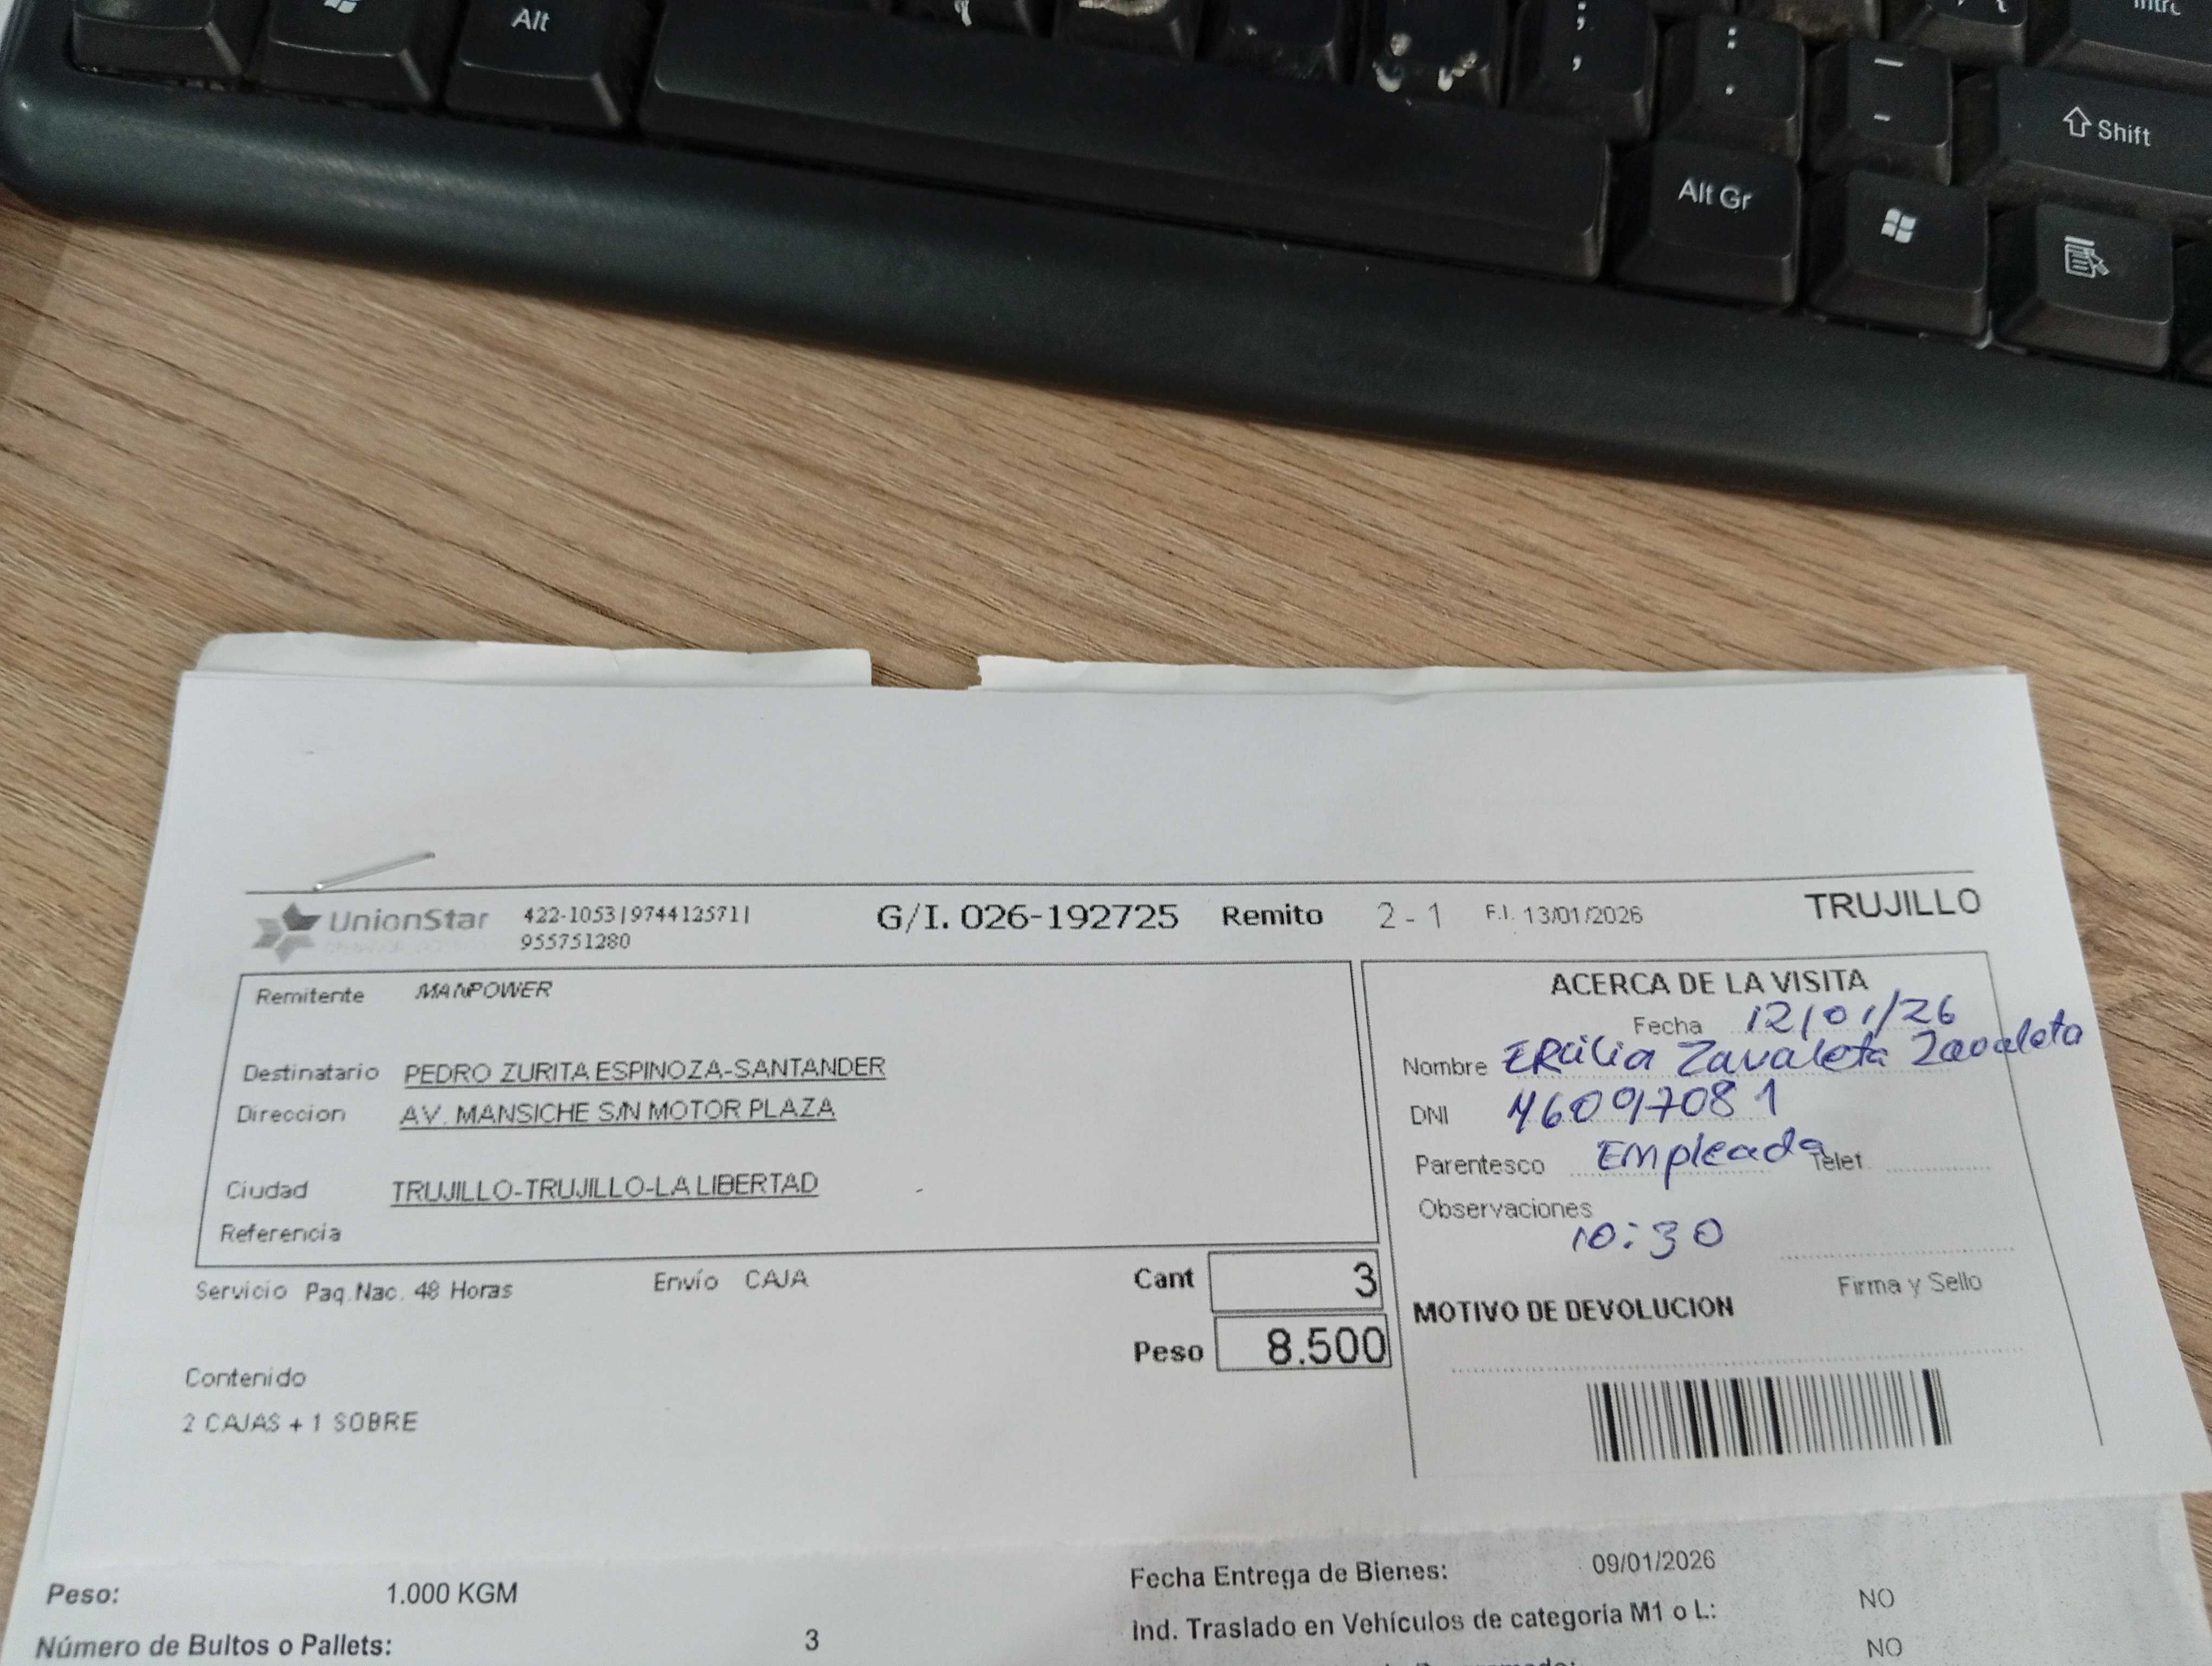 Alt
Alt Gr
Shift
UnionStar 422-1053|974412571|
955751280
G/I. 026-192725 Remito 2 - 1 F.I. 13/01/2026 TRUJILLO
Remitente MANPOWER
Destinatario PEDRO ZURITA ESPINOZA-SANTANDER
Direccion AV. MANSICHE S/N MOTOR PLAZA
Ciudad TRUJILLO-TRUJILLO-LA LIBERTAD
Referencia
Servicio Paq.Nac. 48 Horas Envío CAJA
Cant 3
Peso 8.500
Contenido
2 CAJAS + 1 SOBRE
ACERCA DE LA VISITA
Fecha 12/01/26
Nombre ERcilia Zavaleta Zavaleta
DNI
Parentesco Empleada Telef.
Observaciones
10:30
Firma y Sello
MOTIVO DE DEVOLUCION
Peso: 1.000 KGM
Número de Bultos o Pallets: 3
Fecha Entrega de Bienes: 09/01/2026
Ind. Traslado en Vehículos de categoría M1 o L: NO
NO